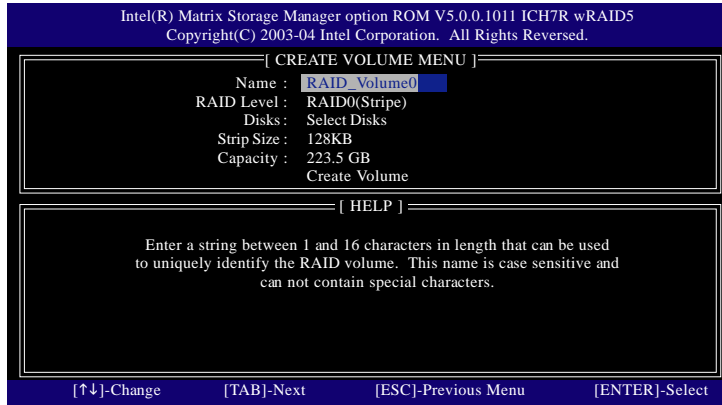 Intel(R) Matrix Storage Manager option ROM V5.0.0.1011 ICH7R wRAID5
Copyright(C) 2003-04 Intel Corporation. All Rights Reversed.
[ CREATE VOLUME MENU ]
Name : RAID_Volume0
RAID Level : RAID0(Stripe)
Disks : Select Disks
Strip Size : 128KB
Capacity : 223.5 GB
Create Volume
[ HELP ]
Enter a string between 1 and 16 characters in length that can be used
to uniquely identify the RAID volume. This name is case sensitive and
can not contain special characters.
[↑↓]-Change [TAB]-Next [ESC]-Previous Menu [ENTER]-Select